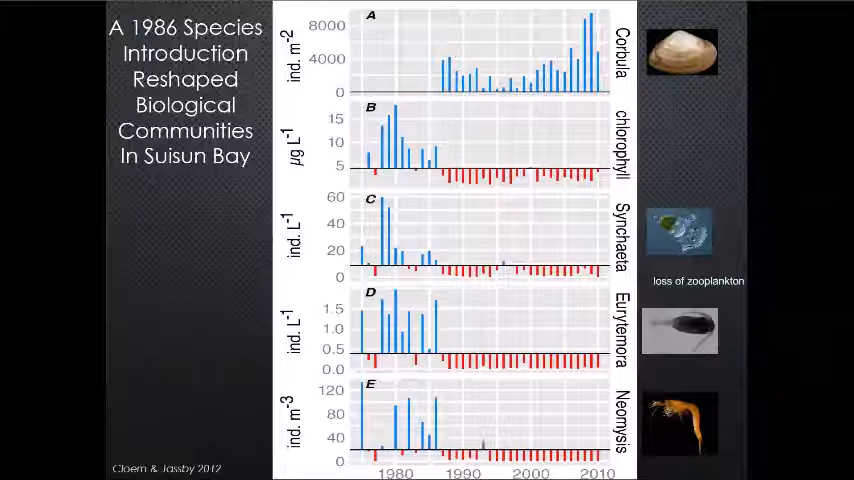 A 1986 Species
Introduction
Reshaped
Biological
Communities
In Suisun Bay
A
8000
4000
0
ind. m-2
Corbula
B
15
10
5
µg L-1
chlorophyll
C
60
40
20
0
ind. L-1
Synchaeta
loss of zooplankton
D
1.5
1.0
0.5
0.0
ind. L-1
Eurytemora
E
120
80
40
0
ind. m-3
Neomysis
1980 1990 2000 2010
Cloern & Jassby 2012